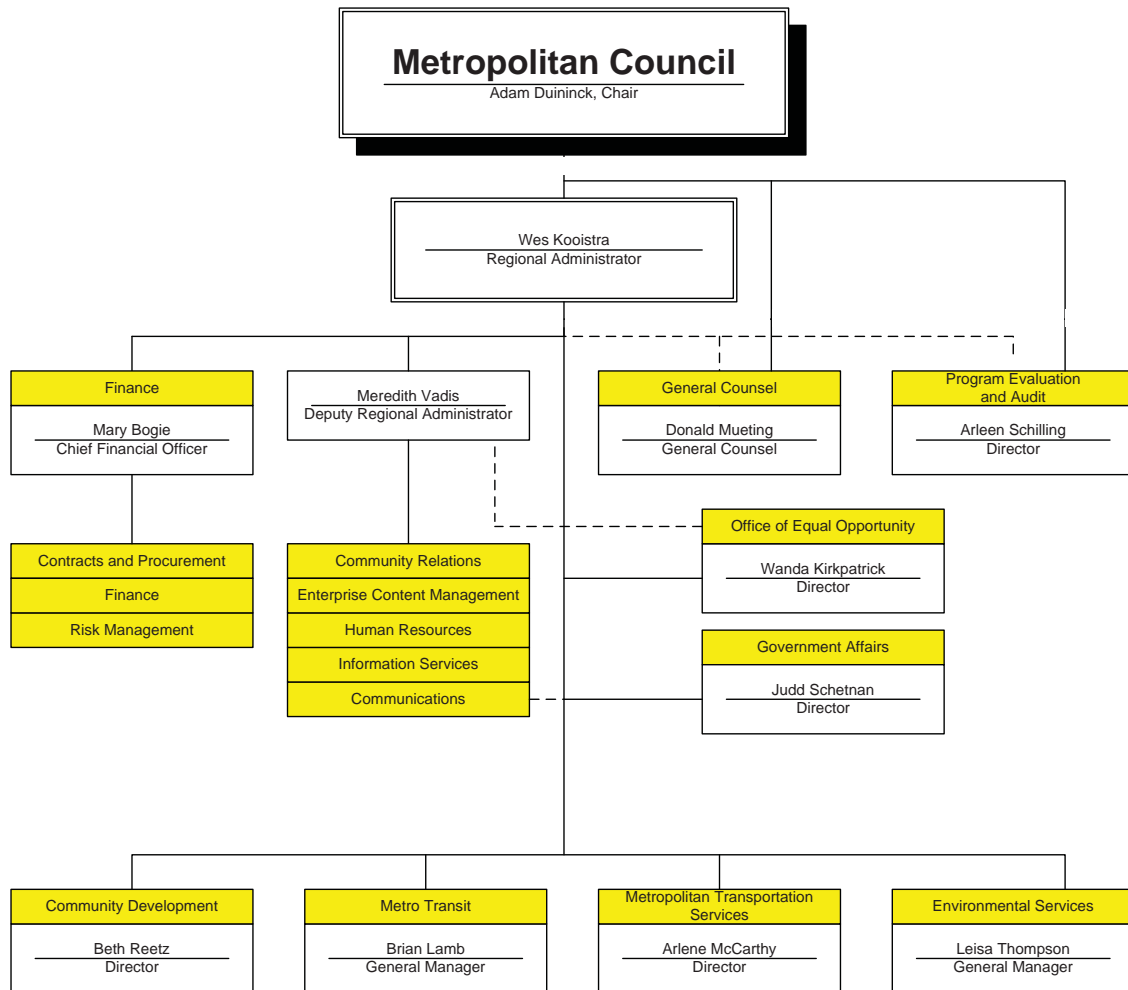 Metropolitan Council
Adam Duininck, Chair
Wes Kooistra
Regional Administrator
Finance
Mary Bogie
Chief Financial Officer
Meredith Vadis
Deputy Regional Administrator
General Counsel
Donald Mueting
General Counsel
Program Evaluation
and Audit
Arleen Schilling
Director
Contracts and Procurement
Finance
Risk Management
Community Relations
Enterprise Content Management
Human Resources
Information Services
Communications
Office of Equal Opportunity
Wanda Kirkpatrick
Director
Government Affairs
Judd Schetnan
Director
Community Development
Beth Reetz
Director
Metro Transit
Brian Lamb
General Manager
Metropolitan Transportation
Services
Arlene McCarthy
Director
Environmental Services
Leisa Thompson
General Manager